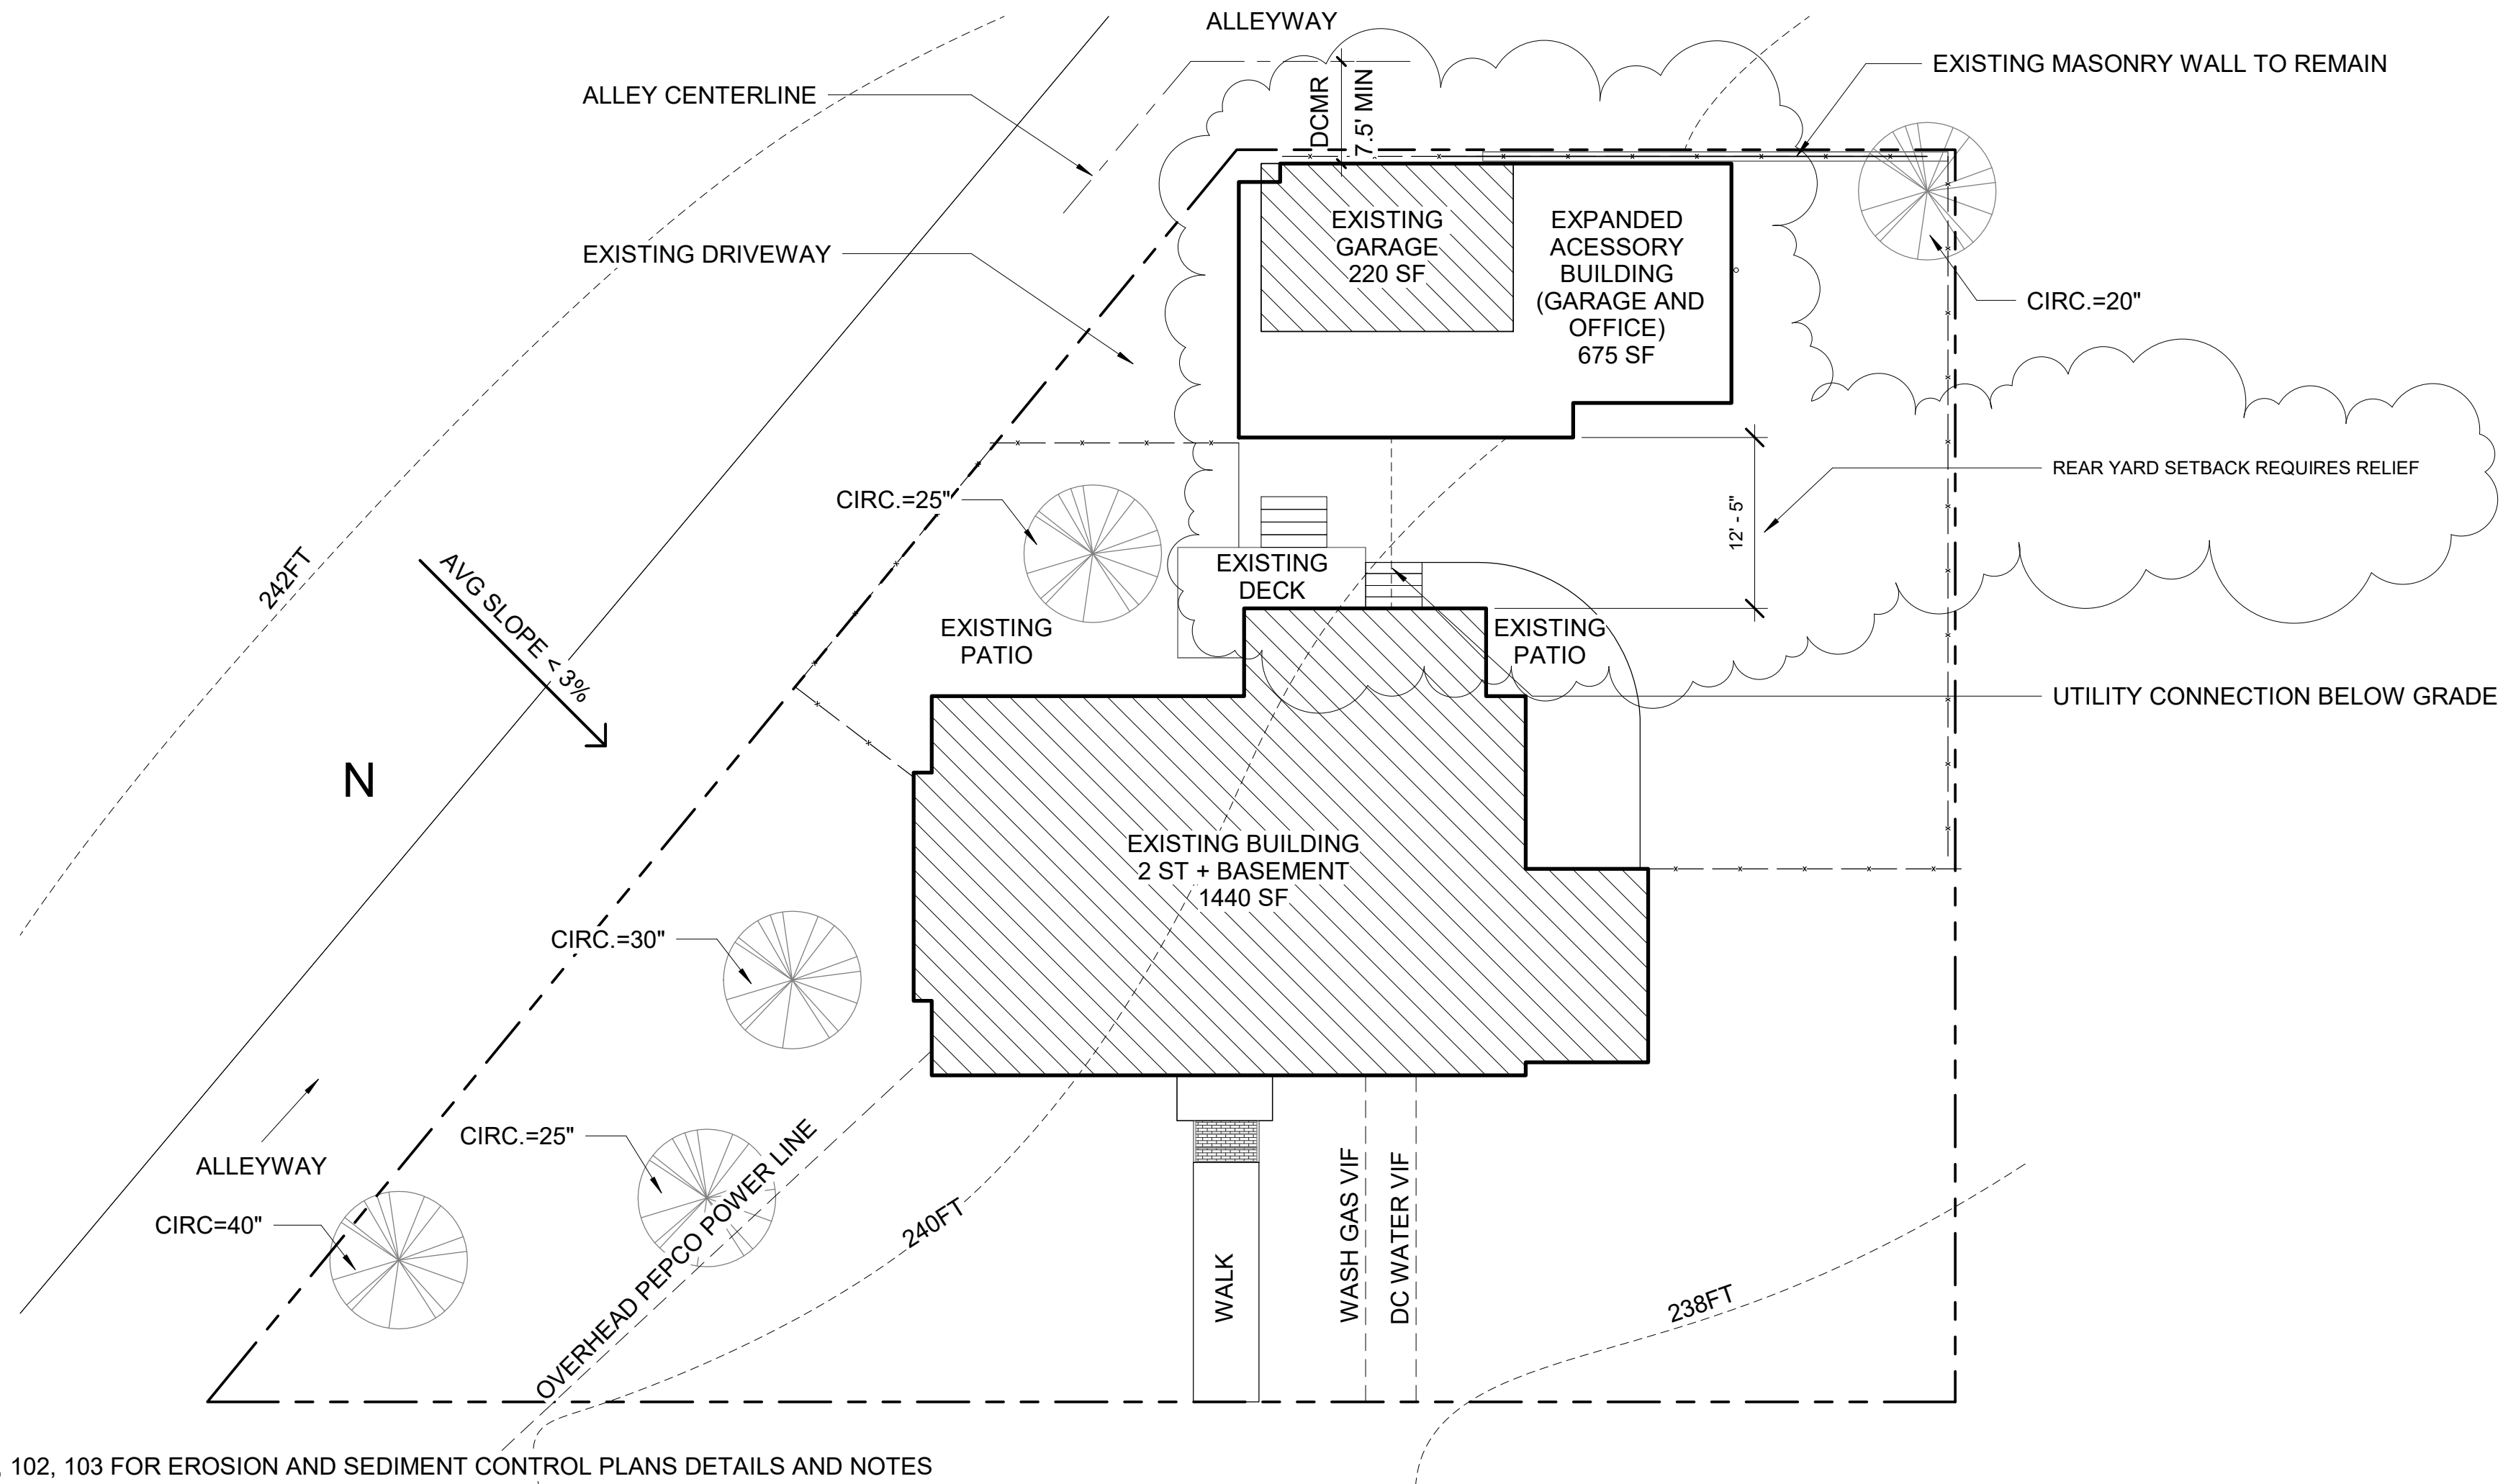 ALLEYWAY
EXISTING MASONRY WALL TO REMAIN
ALLEY CENTERLINE
DCMR
7.5' MIN
EXISTING
GARAGE
220 SF
EXPANDED
ACESSORY
BUILDING
(GARAGE AND
OFFICE)
675 SF
EXISTING DRIVEWAY
CIRC.=20"
REAR YARD SETBACK REQUIRES RELIEF
CIRC.=25"
12' - 5"
242FT
AVG SLOPE < 3%
EXISTING
DECK
EXISTING
PATIO
EXISTING
PATIO
UTILITY CONNECTION BELOW GRADE
N
EXISTING BUILDING
2 ST + BASEMENT
1440 SF
CIRC.=30"
CIRC.=25"
ALLEYWAY
CIRC=40"
OVERHEAD PEPCO POWER LINE
240FT
WALK
WASH GAS VIF
DC WATER VIF
238FT
, 102, 103 FOR EROSION AND SEDIMENT CONTROL PLANS DETAILS AND NOTES